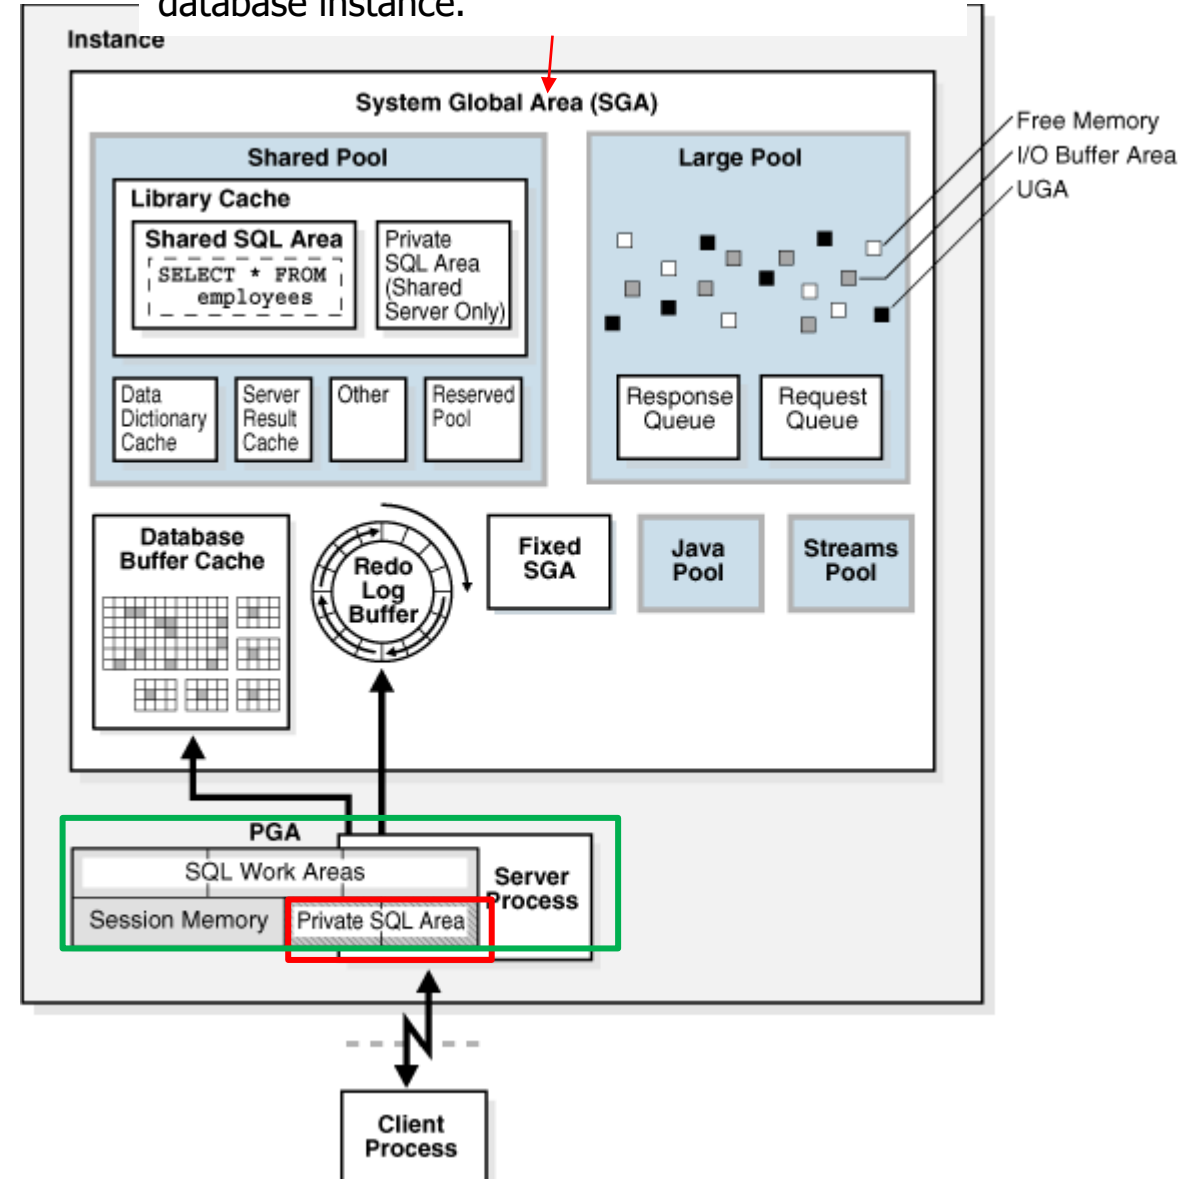 database instance.
Instance
System Global Area (SGA)
Shared Pool
Library Cache
Shared SQL Area
SELECT * FROM
employees
Private
SQL Area
(Shared
Server Only)
Data
Dictionary
Cache
Server
Result
Cache
Other
Reserved
Pool
Large Pool
Free Memory
I/O Buffer Area
UGA
Response
Queue
Request
Queue
Database
Buffer Cache
Redo
Log
Buffer
Fixed
SGA
Java
Pool
Streams
Pool
PGA
SQL Work Areas
Session Memory
Private SQL Area
Server
Process
Client
Process